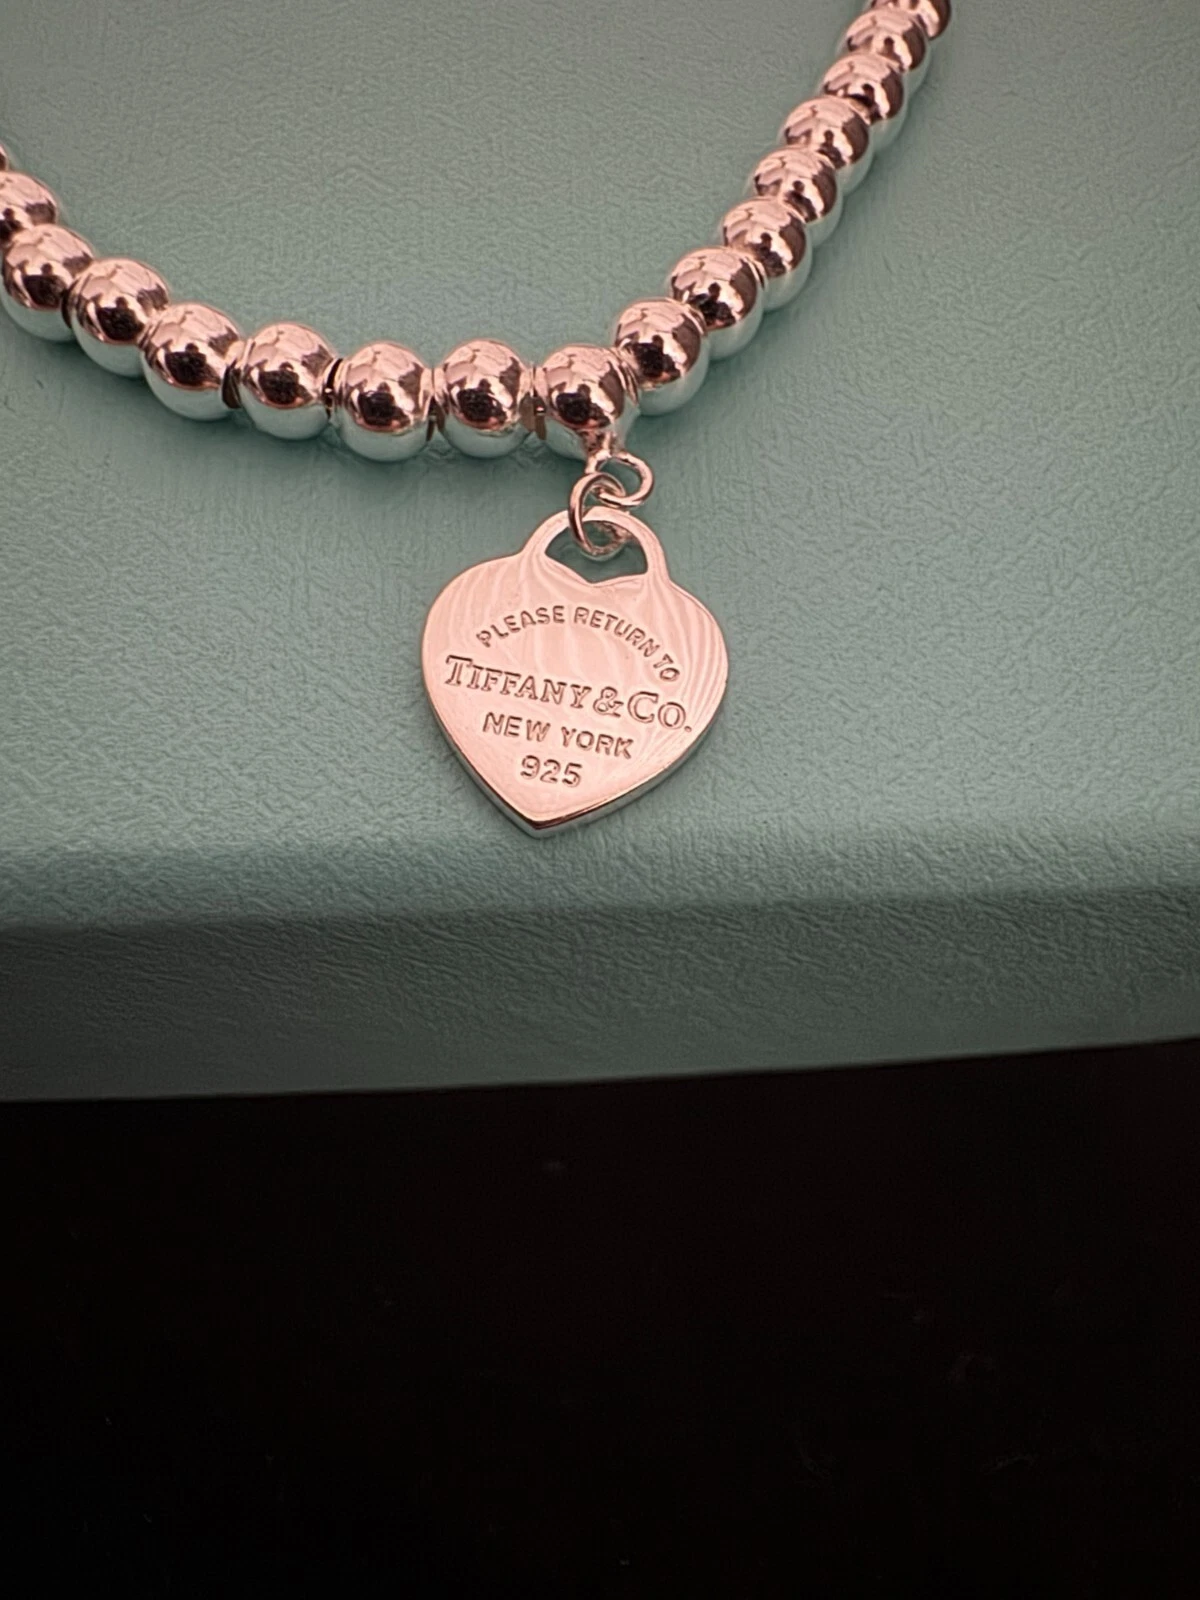 PLEASE RETURN TO
TIFFANY & CO.
NEW YORK
925